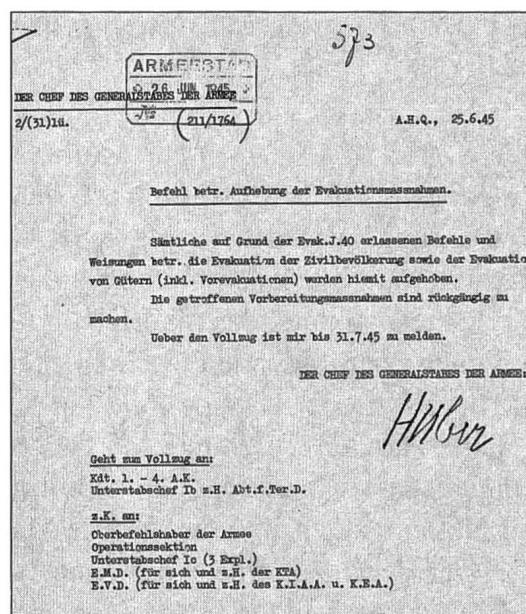 573
ARMEESTAB
26. JUN. 1945
DER CHEF DES GENERALSTABES DER ARMEE
2/(31)lü.
(211/1764)
A.H.Q., 25.6.45
Befehl betr. Aufhebung der Evakuationsmassnahmen.
Sämtliche auf Grund der Evak.J.40 erlassenen Befehle und
Weisungen betr. die Evakuation der Zivilbevölkerung sowie der Evakuation
von Gütern (inkl. Vorevakuationen) werden hiemit aufgehoben.
Die getroffenen Vorbereitungsmassnahmen sind rückgängig zu
machen.
Ueber den Vollzug ist mir bis 31.7.45 zu melden.
DER CHEF DES GENERALSTABES DER ARMEE:
Huber
Geht zum Vollzug an:
Kdt. 1. - 4. A.K.
Unterstabschef Ib z.H. Abt.f.Ter.D.
z.K. an:
Oberbefehlshaber der Armee
Operationssektion
Unterstabschef Ic (3 Expl.)
E.M.D. (für sich und z.H. der KTA)
E.V.D. (für sich und z.H. des K.I.A.A. u. K.E.A.)